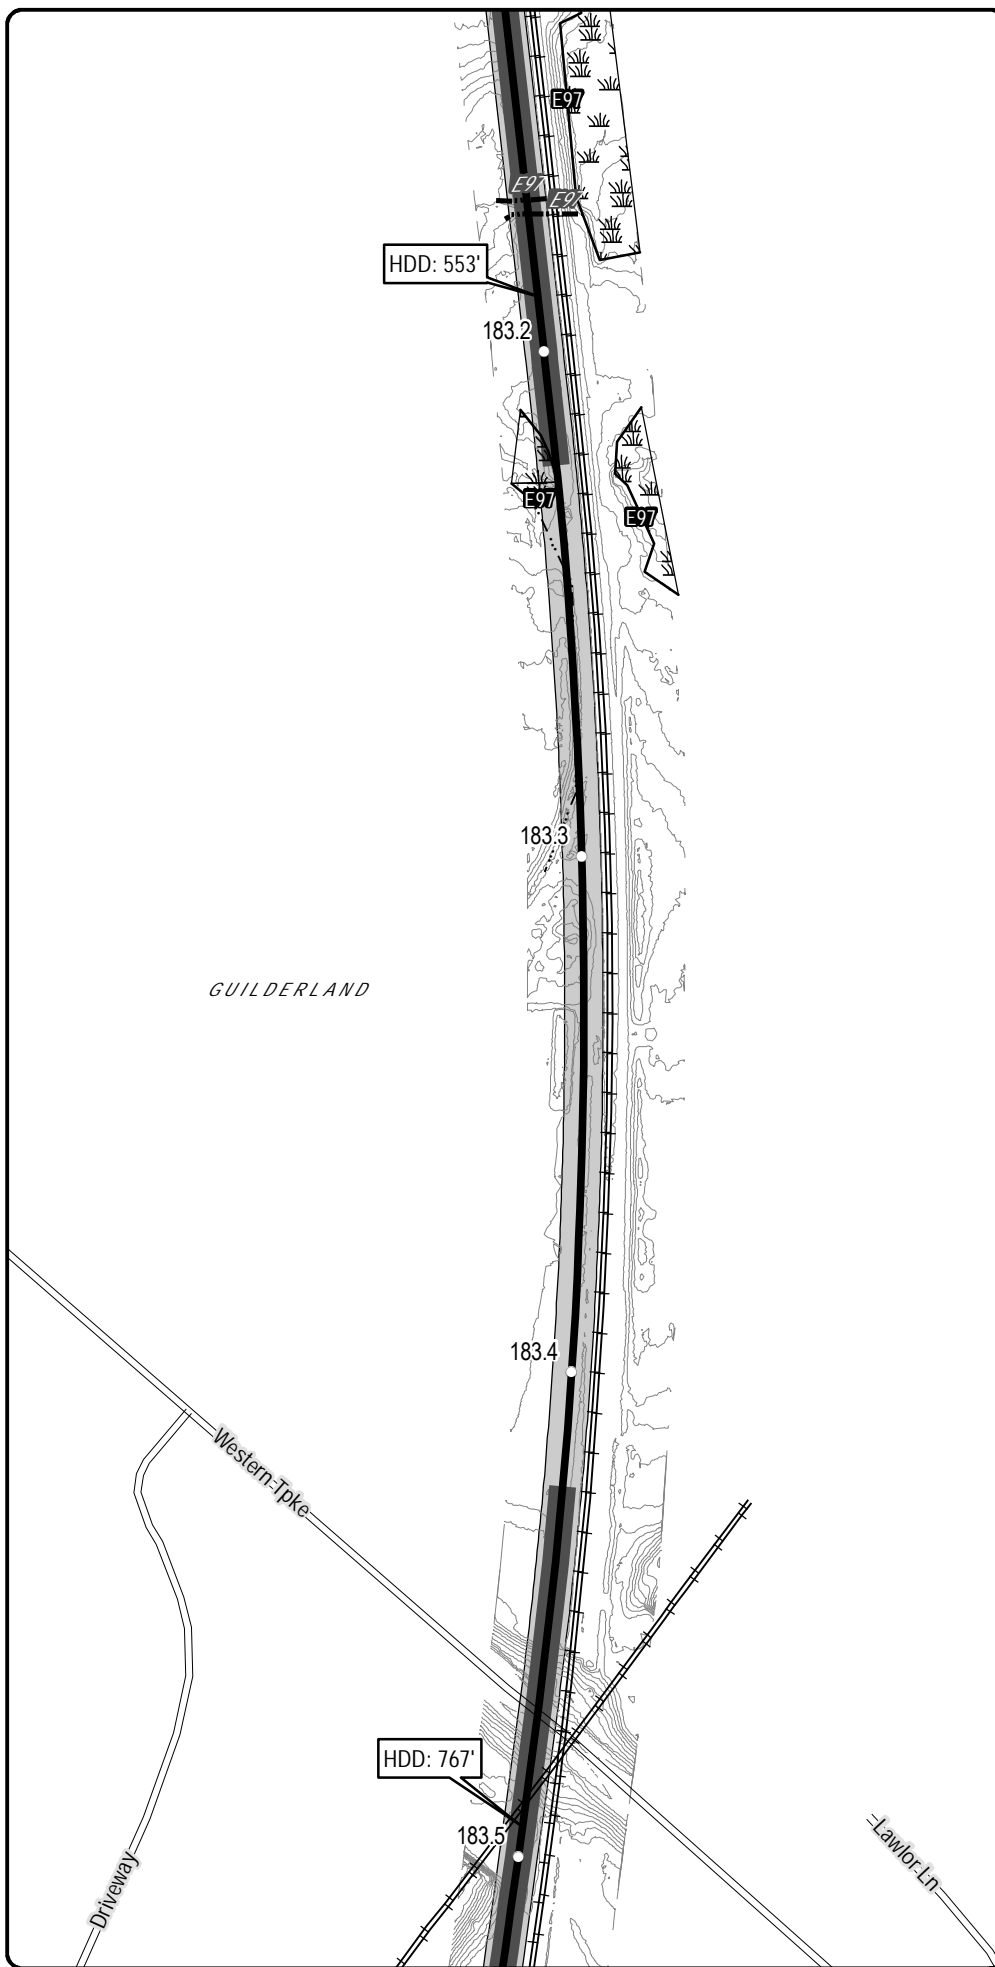 E97
E97
E97
HDD: 553'
183.2
E97
E97
183.3
GUILDERLAND
183.4
Western Tpke
HDD: 767'
183.5
Lawlor Ln
Driveway